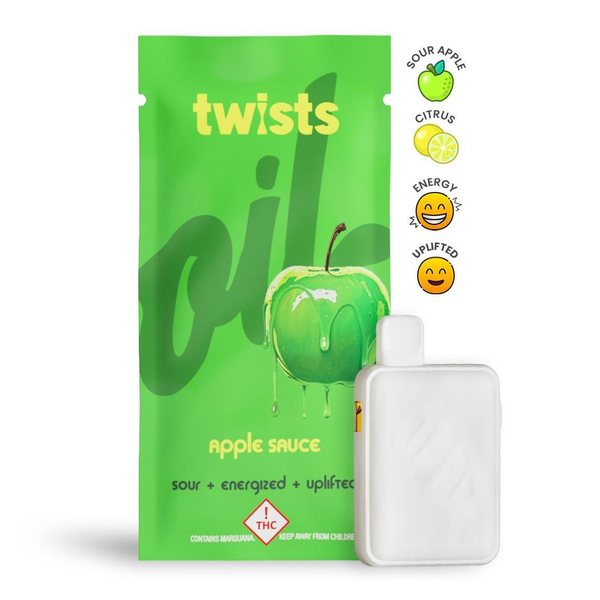 twists
oil
apple sauce
sour + energized + uplifted
!
THC
CONTAINS MARIJUANA. KEEP AWAY FROM CHILDREN
SOUR APPLE
CITRUS
ENERGY
UPLIFTED